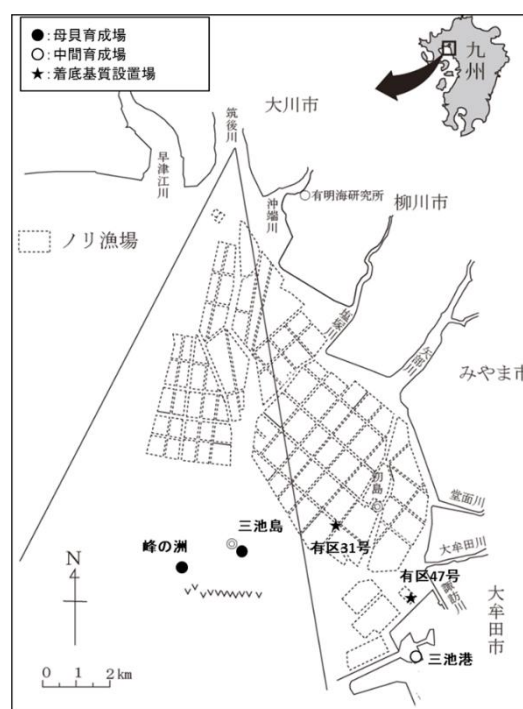 ●:母貝育成場
○:中間育成場
★:着底基質設置場
九州
大川市
筑後川
早津江川
沖端川
有明海研究所
柳川市
ノリ漁場
塩塚川
矢部川
みやま市
初島
堂面川
三池島
峰の洲
有区31号
大牟田川
有区47号
諏訪川
大牟田市
三池港
N
0 1 2km